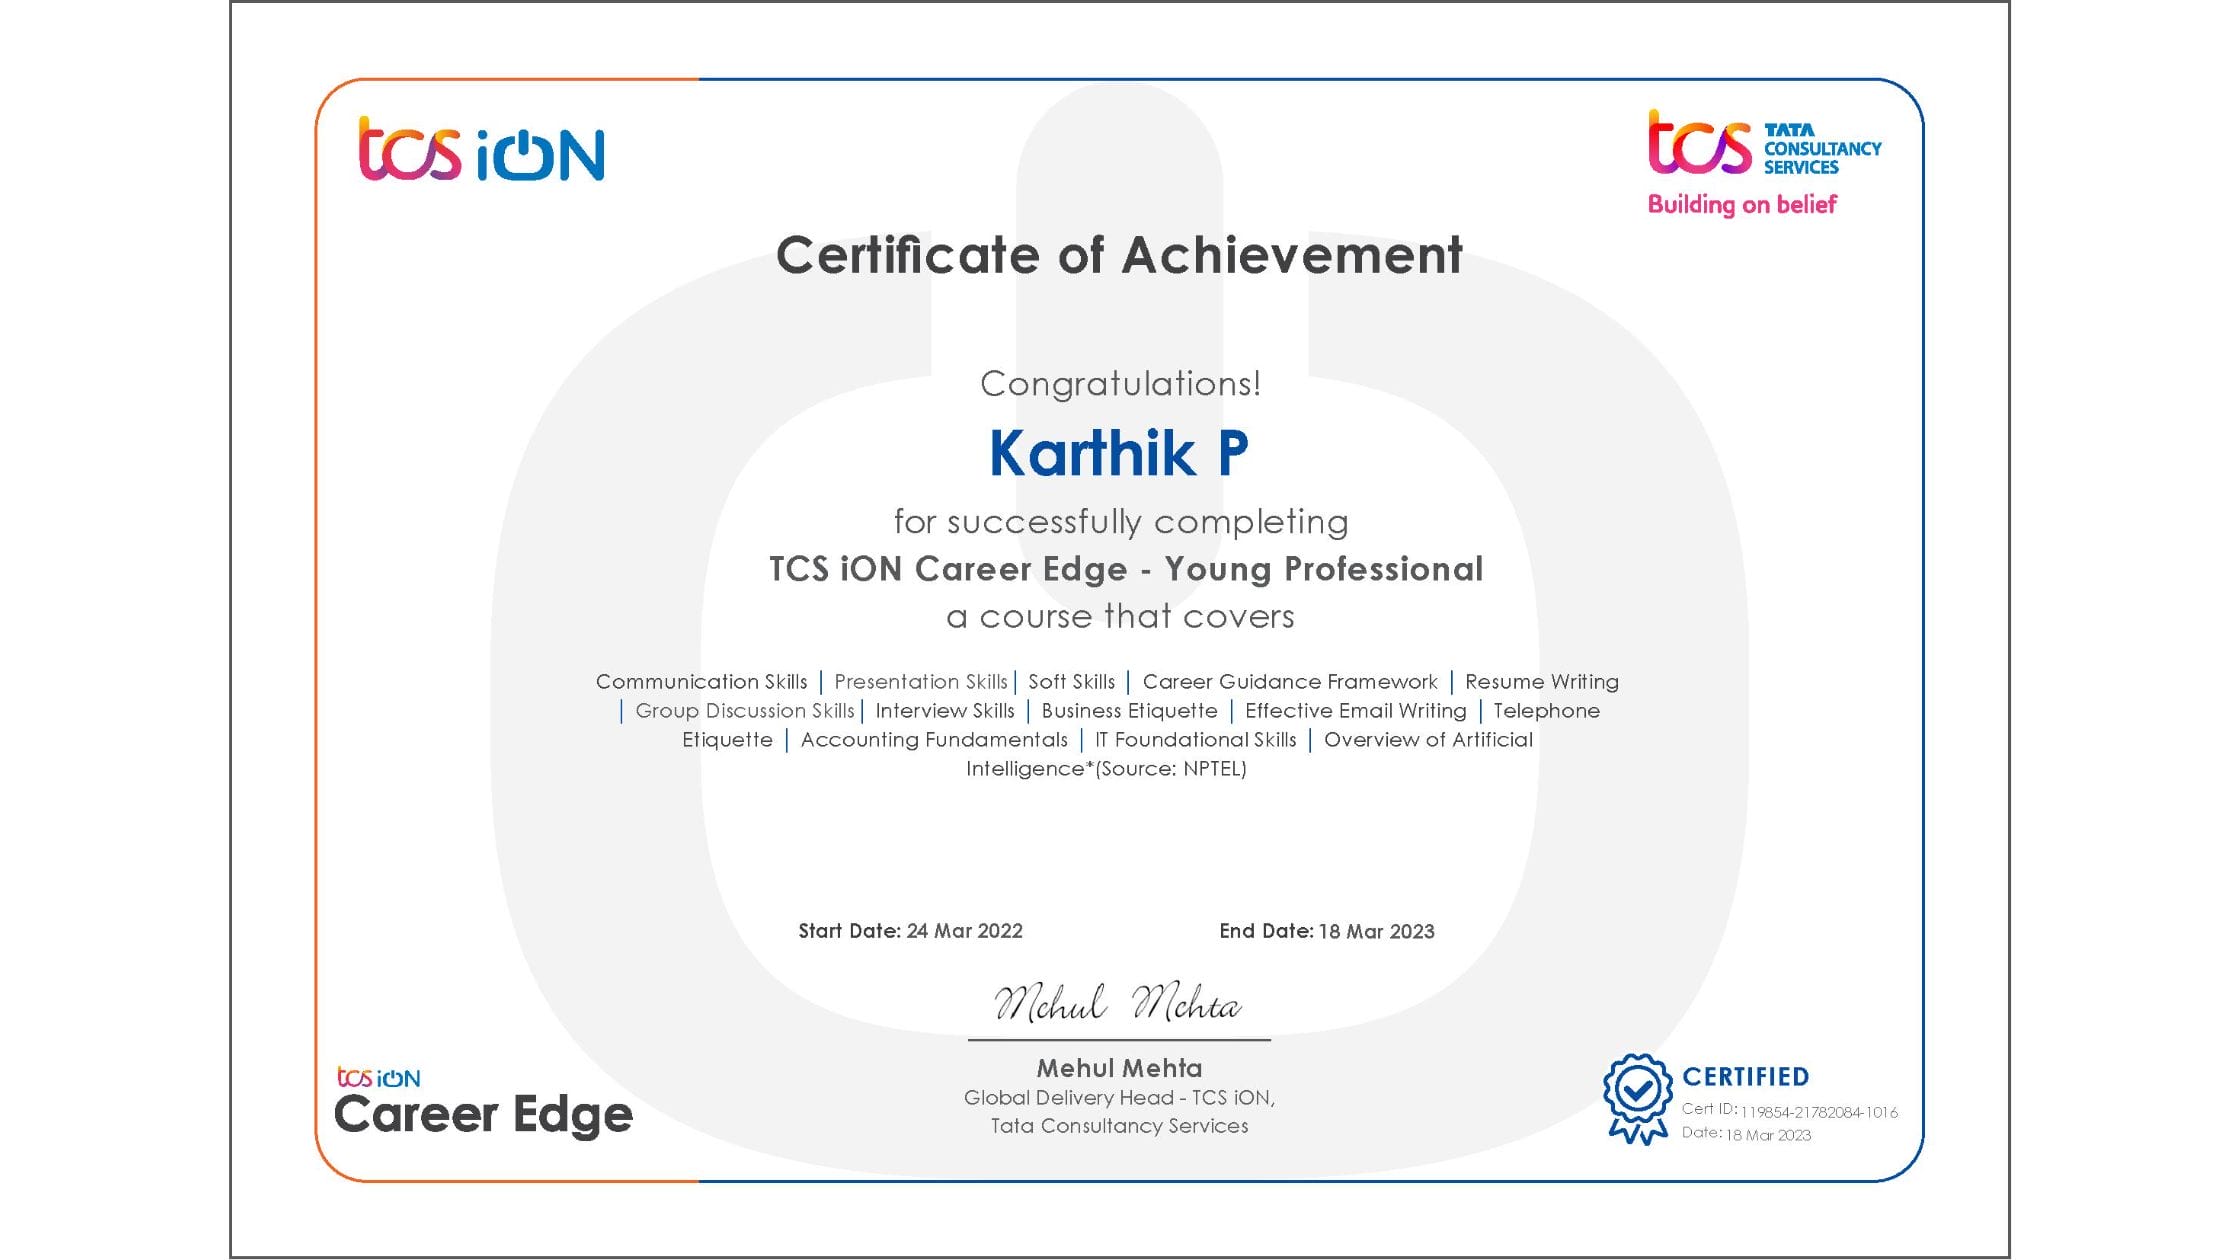 tcs iON
tcs TATA
CONSULTANCY
SERVICES
Building on belief
Certificate of Achievement
Congratulations!
Karthik P
for successfully completing
TCS iON Career Edge - Young Professional
a course that covers
Communication Skills | Presentation Skills | Soft Skills | Career Guidance Framework | Resume Writing
| Group Discussion Skills | Interview Skills | Business Etiquette | Effective Email Writing | Telephone
Etiquette | Accounting Fundamentals | IT Foundational Skills | Overview of Artificial
Intelligence*(Source: NPTEL)
Start Date: 24 Mar 2022 End Date: 18 Mar 2023
Mehul Mehta
Mehul Mehta
Global Delivery Head - TCS iON,
Tata Consultancy Services
tcs iON
Career Edge
CERTIFIED
Cert ID: 119854-21782084-1016
Date: 18 Mar 2023